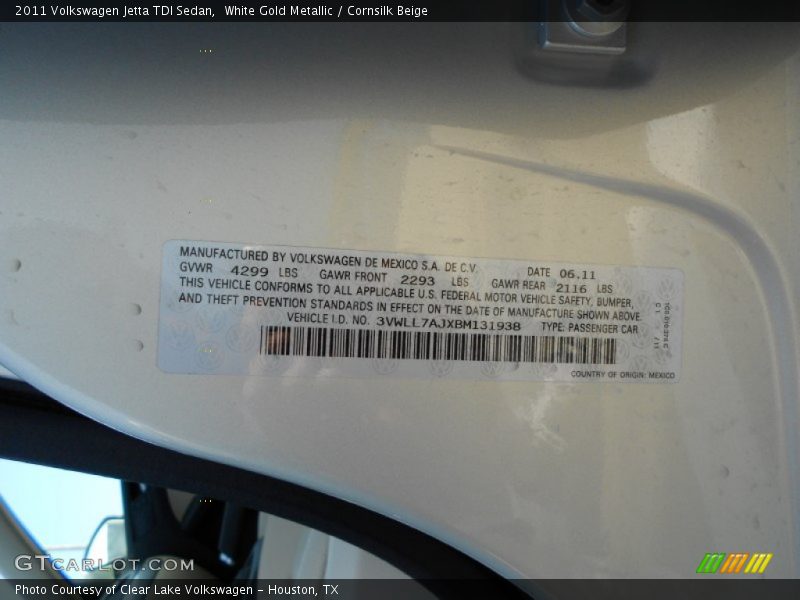 2011 Volkswagen Jetta TDI Sedan,  White Gold Metallic / Cornsilk Beige
MANUFACTURED BY VOLKSWAGEN DE MEXICO S.A. DE C.V. DATE 06.11
GVWR 4299 LBS GAWR FRONT 2293 LBS GAWR REAR 2116 LBS
THIS VEHICLE CONFORMS TO ALL APPLICABLE U.S. FEDERAL MOTOR VEHICLE SAFETY, BUMPER,
AND THEFT PREVENTION STANDARDS IN EFFECT ON THE DATE OF MANUFACTURE SHOWN ABOVE.
VEHICLE I.D. NO. 3VWLL7AJXBM131938 TYPE: PASSENGER CAR
COUNTRY OF ORIGIN: MEXICO
GTCARLOT.COM
Photo Courtesy of Clear Lake Volkswagen – Houston, TX